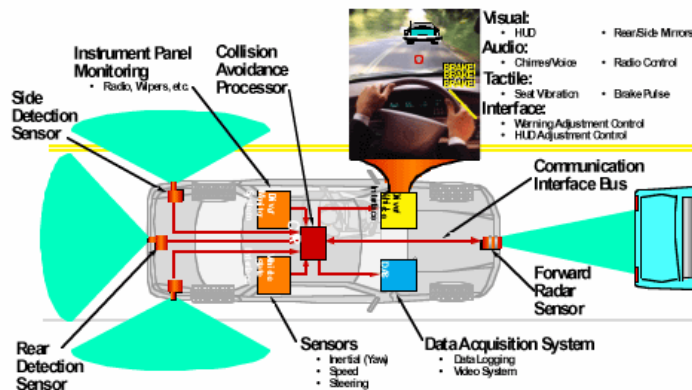 Visual:
• HUD
• Rear/Side Mirrors
Audio:
• Chimes/Voice
• Radio Control
Tactile:
• Seat Vibration
• Brake Pulse
Interface:
• Warning Adjustment Control
• HUD Adjustment Control
BRAKE!
BRAKE!
BRAKE!
Instrument Panel
Monitoring
• Radio, Wipers, etc.
Collision
Avoidance
Processor
Side
Detection
Sensor
Communication
Interface Bus
Interface
Forward
Radar
Sensor
Rear
Detection
Sensor
Sensors
• Inertial (Yaw)
• Speed
• Steering
Data Acquisition System
• Data Logging
• Video System